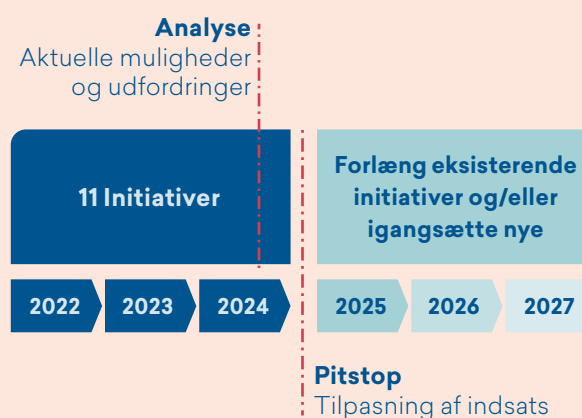 Analyse
Aktuelle muligheder
og udfordringer
11 Initiativer
Forlæng eksisterende
initiativer og/eller
igangsætte nye
2022
2023
2024
2025
2026
2027
Pitstop
Tilpasning af indsats